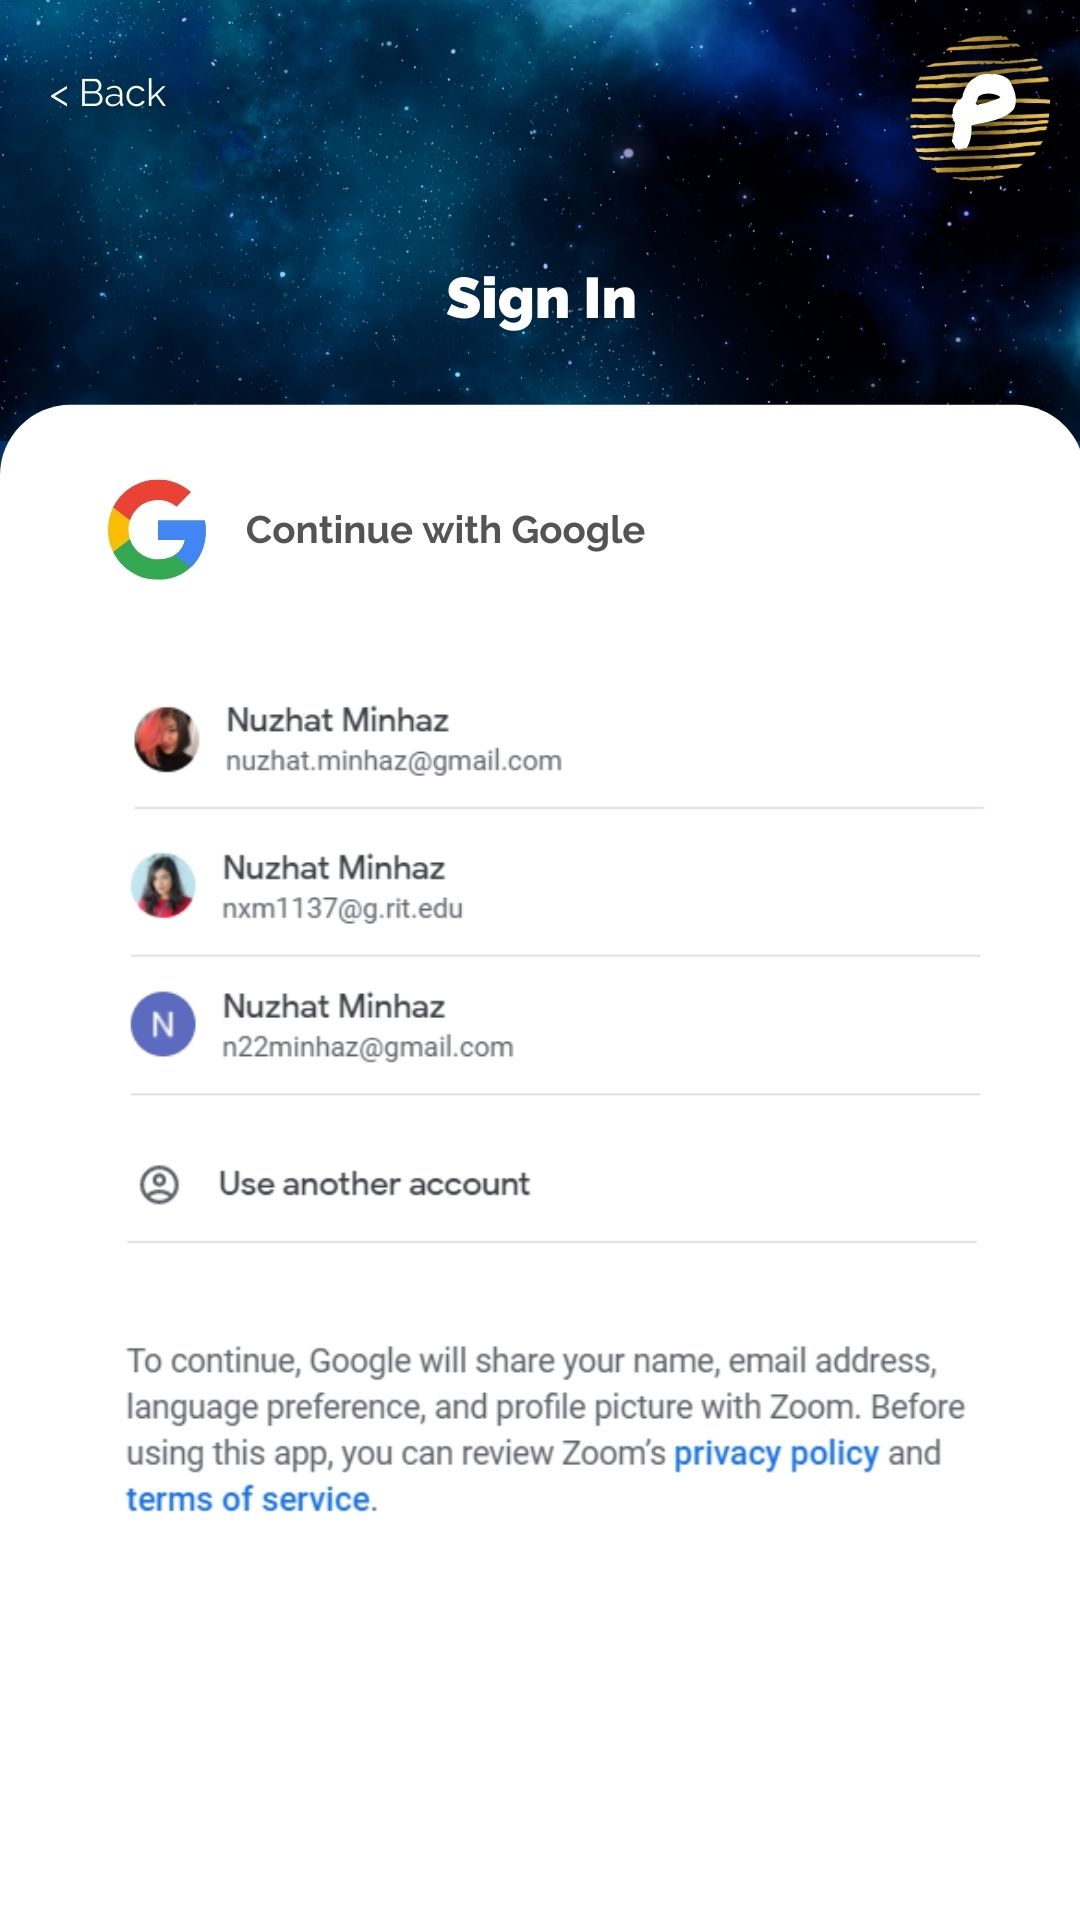 < Back
P
Sign In
Continue with Google
Nuzhat Minhaz
nuzhat.minhaz@gmail.com
Nuzhat Minhaz
nxm1137@g.rit.edu
N
Nuzhat Minhaz
n22minhaz@gmail.com
Use another account
To continue, Google will share your name, email address,
language preference, and profile picture with Zoom. Before
using this app, you can review Zoom’s privacy policy and
terms of service.